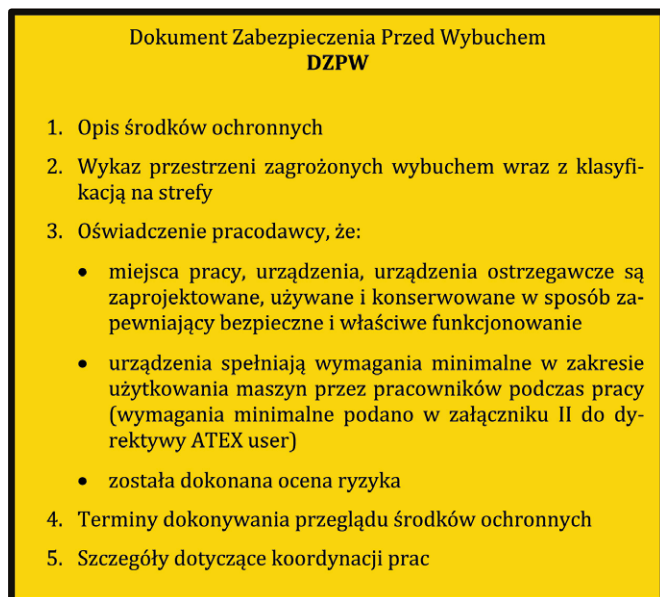 Dokument Zabezpieczenia Przed Wybuchem
DZPW
1. Opis środków ochronnych
2. Wykaz przestrzeni zagrożonych wybuchem wraz z klasyfi-
kacją na strefy
3. Oświadczenie pracodawcy, że:
• miejsca pracy, urządzenia, urządzenia ostrzegawcze są
zaprojektowane, używane i konserwowane w sposób za-
pewniający bezpieczne i właściwe funkcjonowanie
• urządzenia spełniają wymagania minimalne w zakresie
użytkowania maszyn przez pracowników podczas pracy
(wymagania minimalne podano w załączniku II do dy-
rektywy ATEX user)
• została dokonana ocena ryzyka
4. Terminy dokonywania przeglądu środków ochronnych
5. Szczegóły dotyczące koordynacji prac